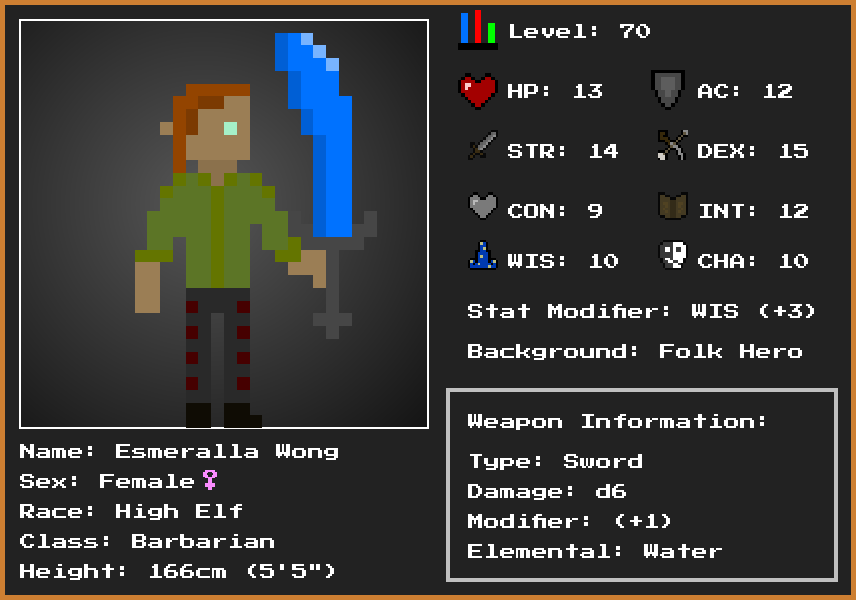 Level: 70
HP: 13
AC: 12
STR: 14
DEX: 15
CON: 9
INT: 12
WIS: 10
CHA: 10
Stat Modifier: WIS (+3)
Background: Folk Hero
Weapon Information:
Type: Sword
Damage: d6
Modifier: (+1)
Elemental: Water
Name: Esmeralla Wong
Sex: Female♀
Race: High Elf
Class: Barbarian
Height: 166cm (5'5")